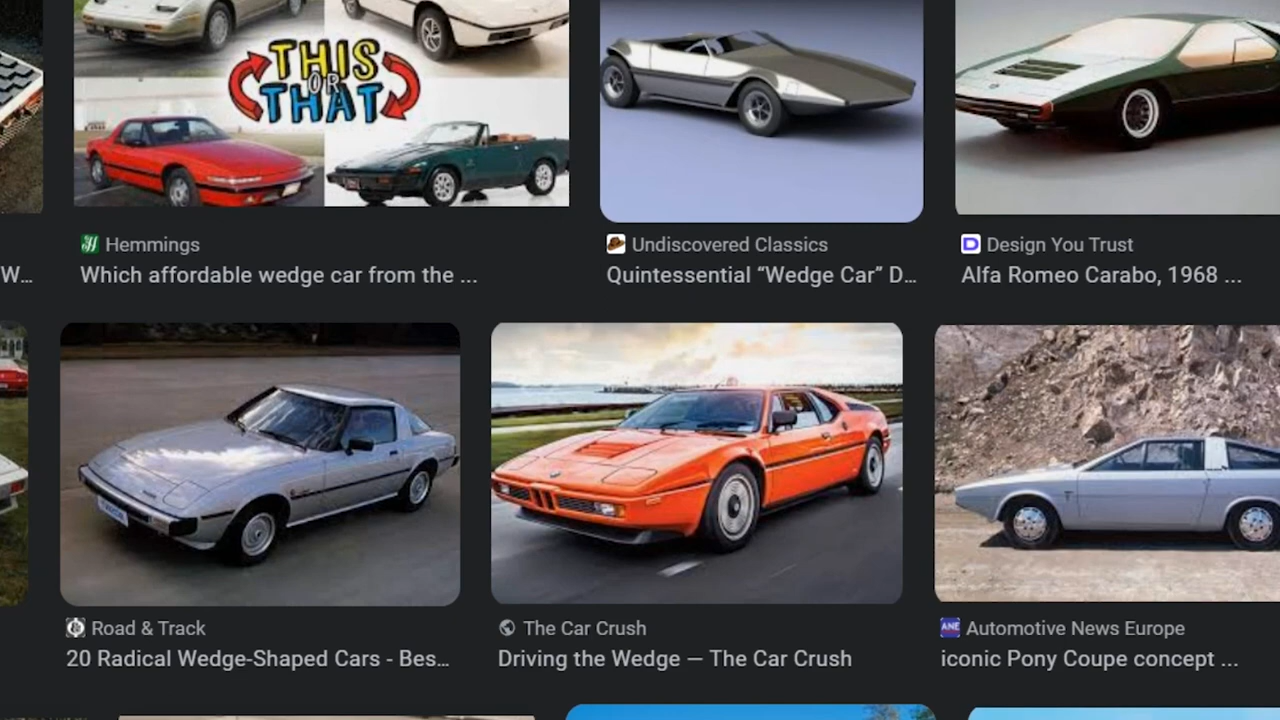 THIS
OR
THAT
Hemmings
Which affordable wedge car from the ...
Undiscovered Classics
Quintessential “Wedge Car” D...
Design You Trust
Alfa Romeo Carabo, 1968 ...
W...
Road & Track
20 Radical Wedge-Shaped Cars - Bes...
The Car Crush
Driving the Wedge — The Car Crush
ANE
Automotive News Europe
iconic Pony Coupe concept ...